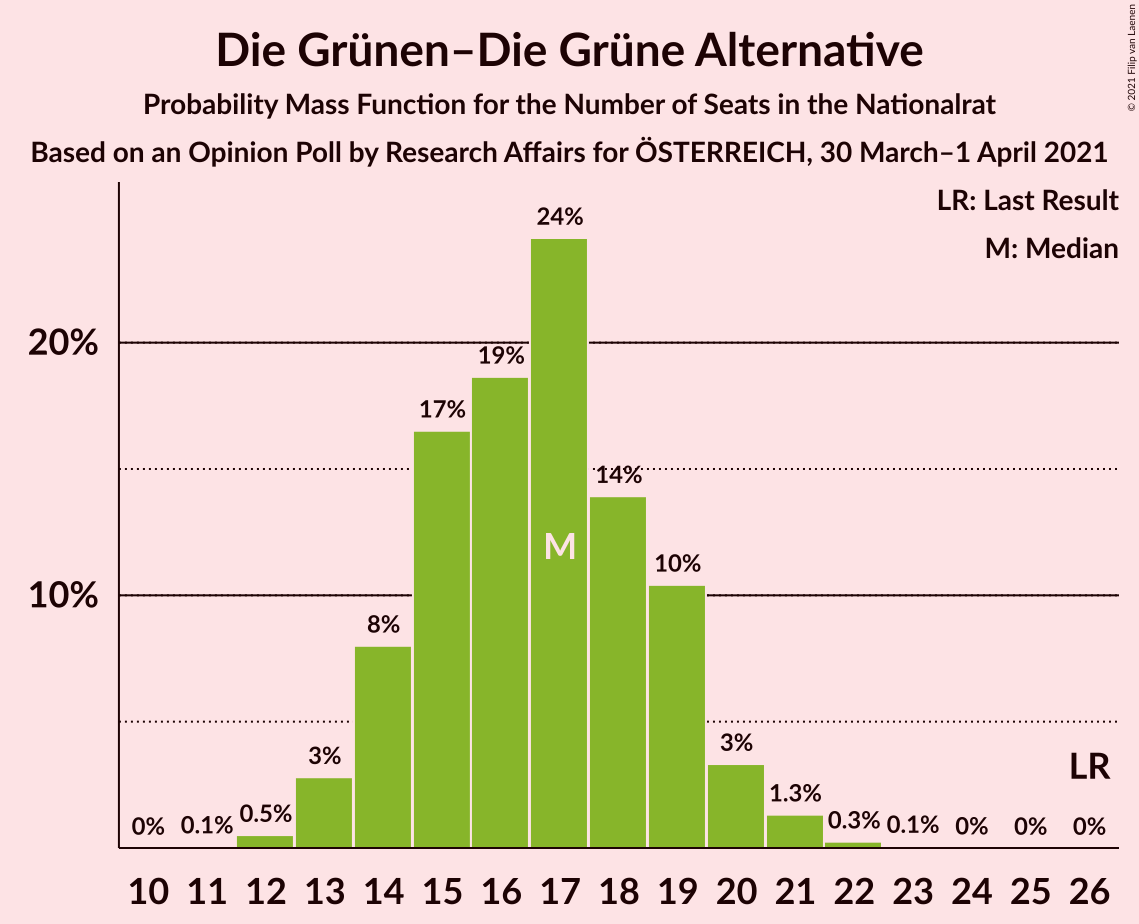 Die Grünen–Die Grüne Alternative
Probability Mass Function for the Number of Seats in the Nationalrat
Based on an Opinion Poll by Research Affairs for ÖSTERREICH, 30 March–1 April 2021
© 2021 Filip van Laenen
LR: Last Result
M: Median
24%
20%
19%
17%
14%
M
10%
10%
8%
3%
3%
LR
1.3%
0% 0.1% 0.5% 0.3% 0.1% 0% 0% 0%
10 11 12 13 14 15 16 17 18 19 20 21 22 23 24 25 26